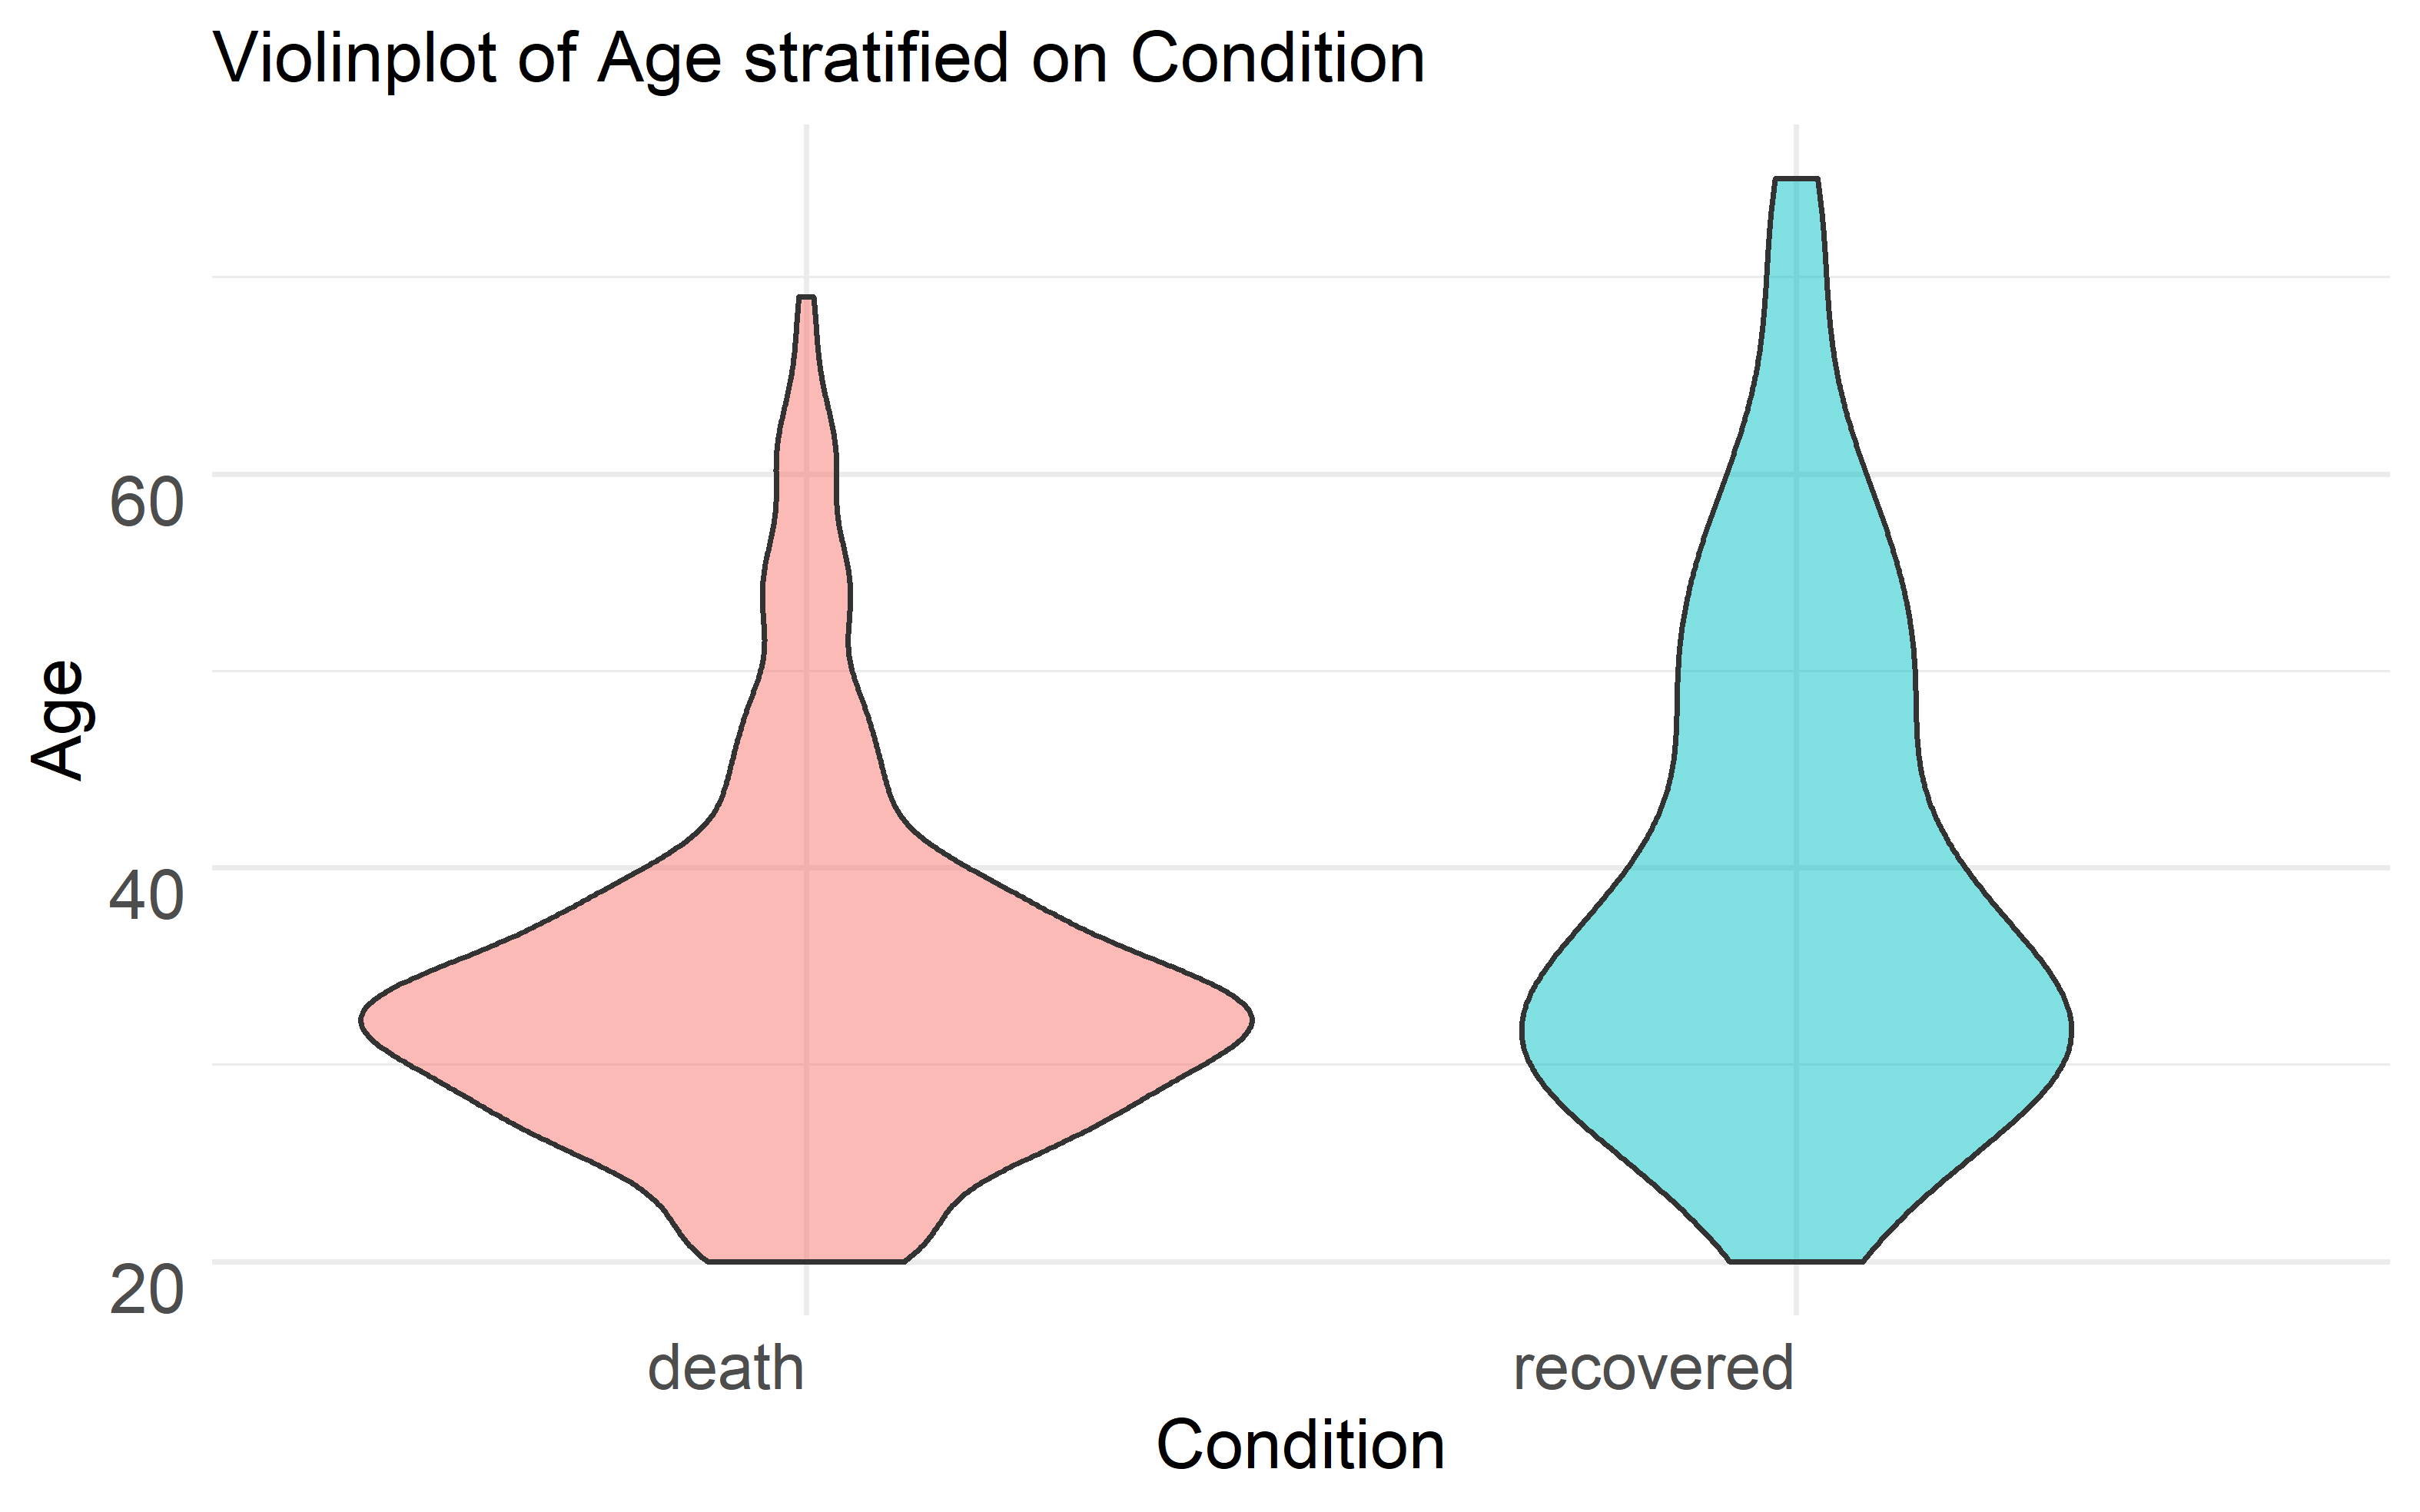 Violinplot of Age stratified on Condition
Age
60
40
20
death
recovered
Condition